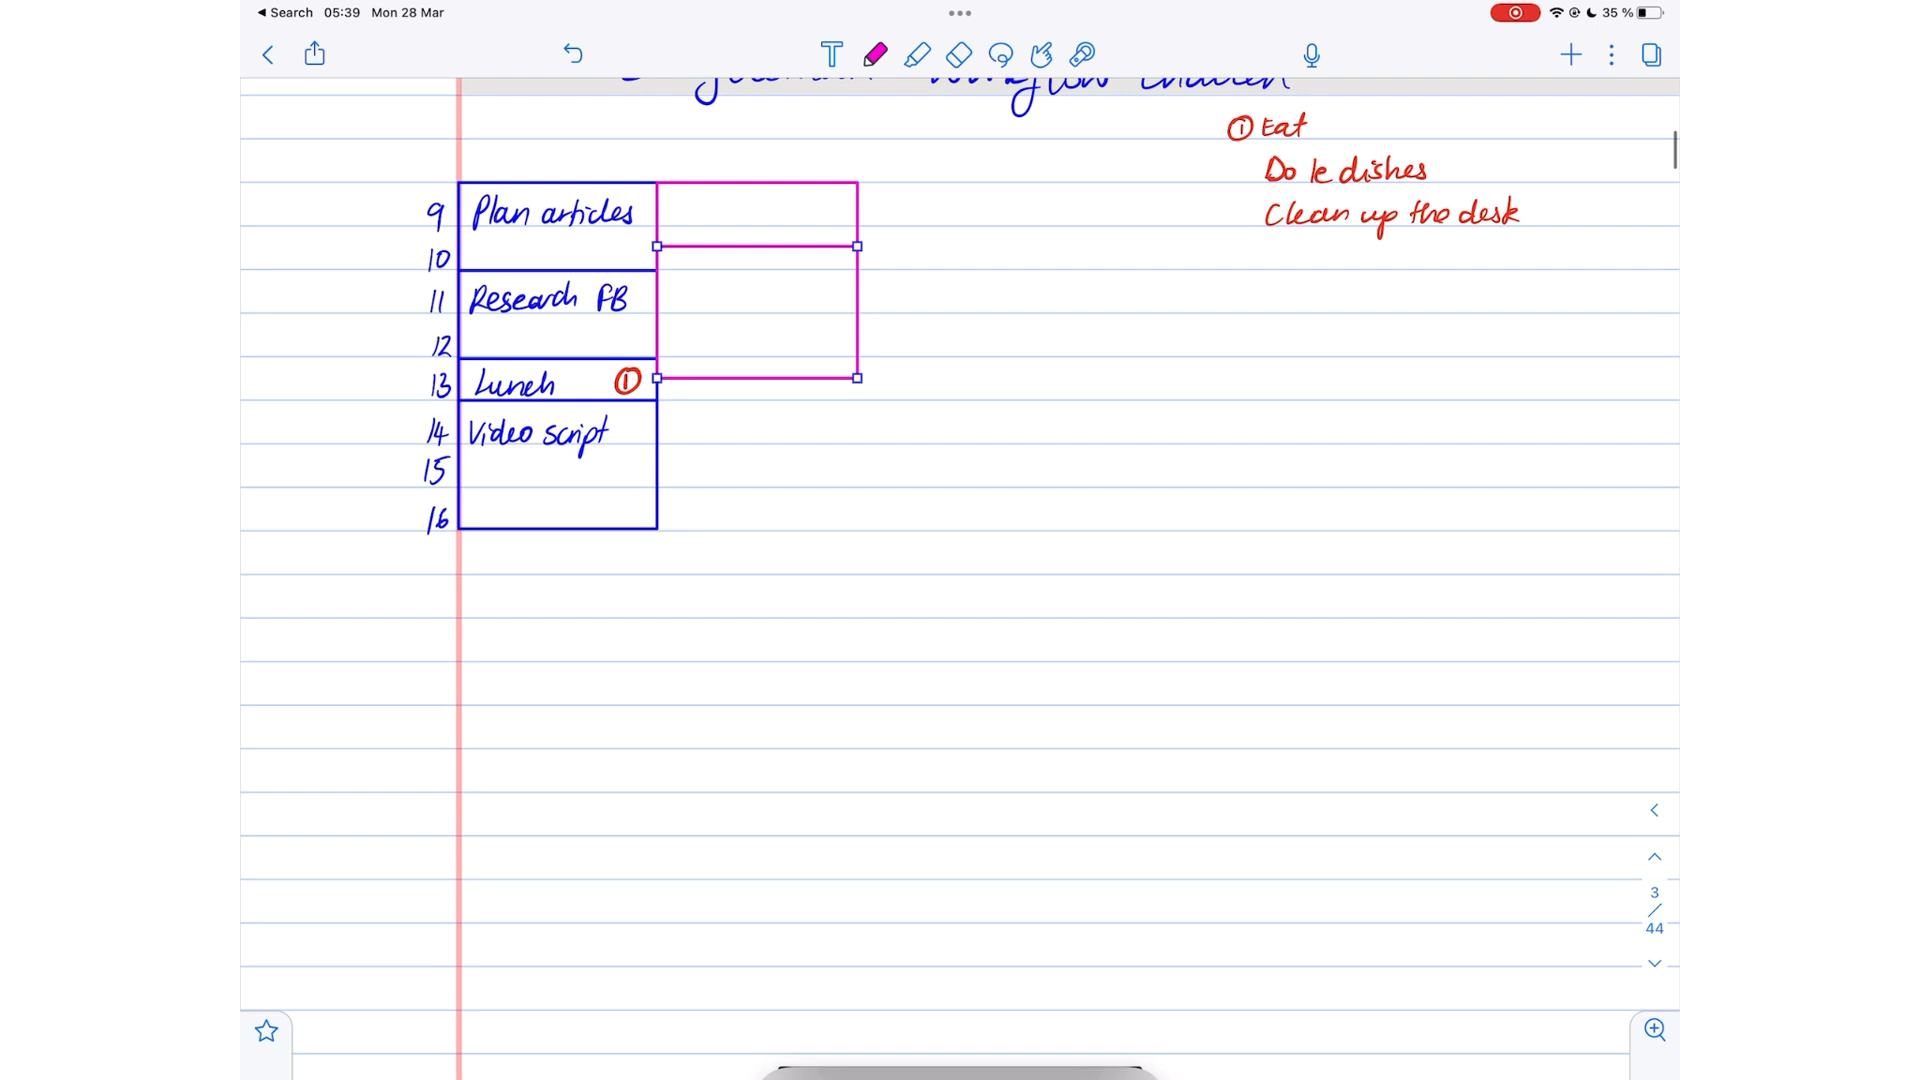 Search 05:39 Mon 28 Mar
35 %
① Eat
Do le dishes
Clean up the desk
9 Plan articles
10
11 Research FB
12
13 Lunch ①
14 Video script
15
16
3
/
44